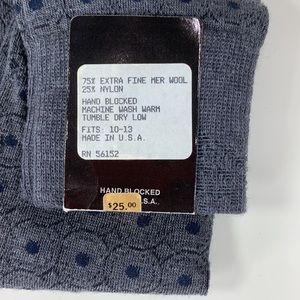 75% EXTRA FINE MER WOOL
25% NYLON
HAND BLOCKED
MACHINE WASH WARM
TUMBLE DRY LOW
FITS: 10-13
MADE IN U.S.A.
RN 56152
HAND BLOCKED
.S.A.
$25.00